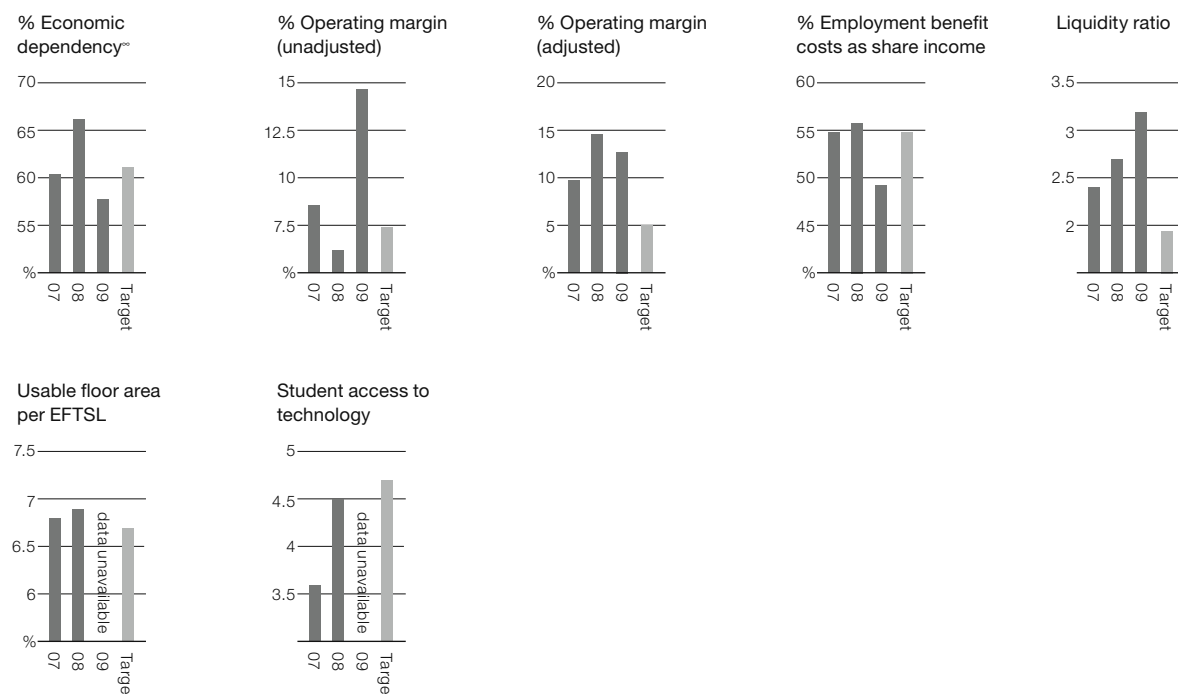 % Economic
dependency∞
70
65
60
55
%
07
08
09
Target
% Operating margin
(unadjusted)
15
12.5
10
7.5
%
07
08
09
Target
% Operating margin
(adjusted)
20
15
10
5
%
07
08
09
Target
% Employment benefit
costs as share income
60
55
50
45
%
07
08
09
Target
Liquidity ratio
3.5
3
2.5
2
07
08
09
Target
Usable floor area
per EFTSL
7.5
7
6.5
6
%
data unavailable
07
08
09
Targe
Student access to
technology
5
4.5
4
3.5
data unavailable
07
08
09
Targe